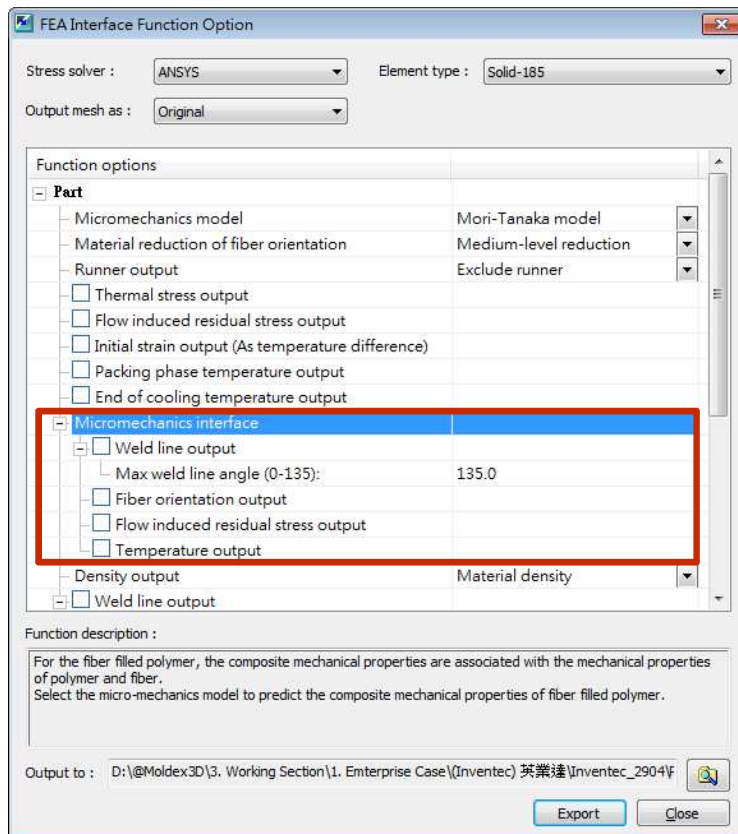 FEA Interface Function Option
Stress solver : ANSYS Element type : Solid-185
Output mesh as : Original
Function options
Part
Micromechanics model Mori-Tanaka model
Material reduction of fiber orientation Medium-level reduction
Runner output Exclude runner
Thermal stress output
Flow induced residual stress output
Initial strain output (As temperature difference)
Packing phase temperature output
End of cooling temperature output
Micromechanics interface
Weld line output
Max weld line angle (0-135): 135.0
Fiber orientation output
Flow induced residual stress output
Temperature output
Density output Material density
Weld line output
Function description :
For the fiber filled polymer, the composite mechanical properties are associated with the mechanical properties
of polymer and fiber.
Select the micro-mechanics model to predict the composite mechanical properties of fiber filled polymer.
Output to : D:\@Moldex3D\3. Working Section\1. Emterprise Case\(Inventec) 英業達\Inventec_2904\F
Export Close